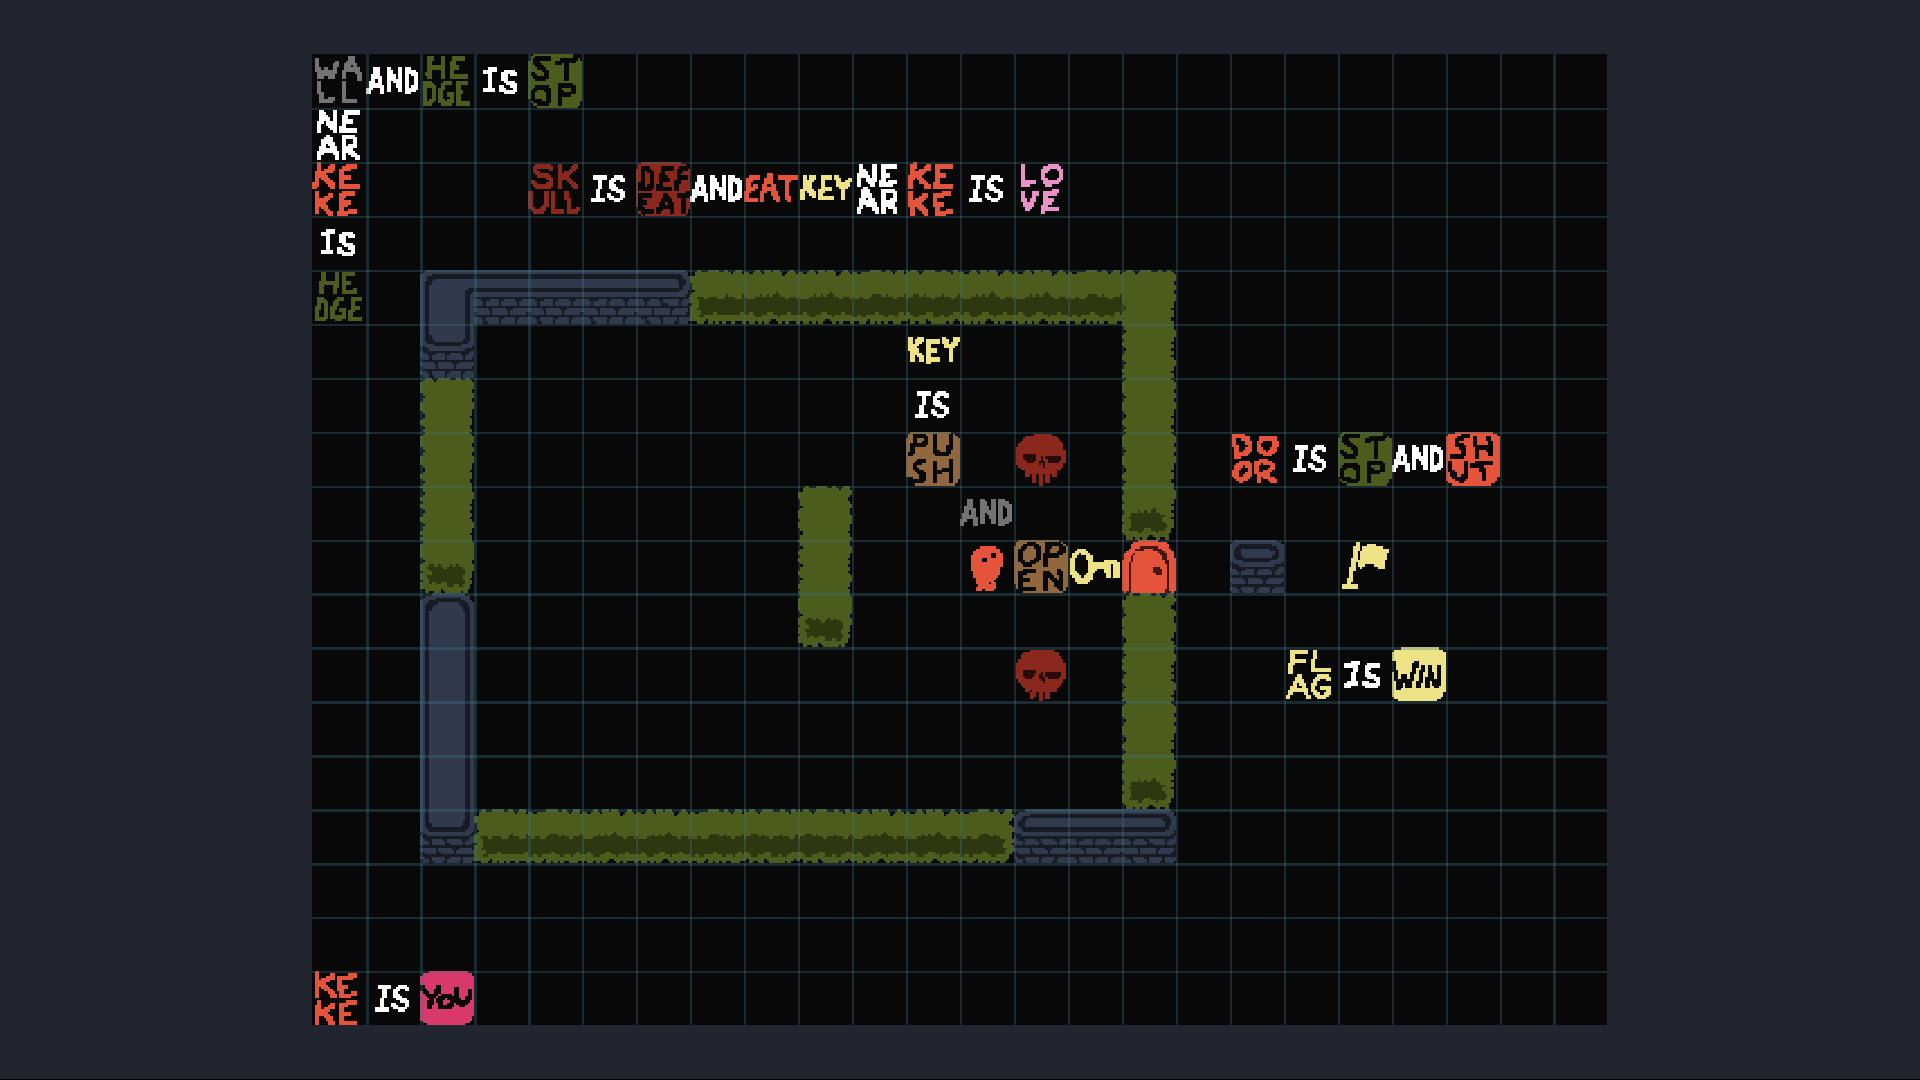 WALL AND HEDGE IS STOP
NEAR
KEKE
SKULL IS DEFEAT AND EAT KEY NEAR KEKE IS LOVE
IS
HEDGE
KEY
IS
PUSH
DOOR IS STOP AND SHUT
AND
OPEN
FLAG IS WIN
KEKE IS YOU